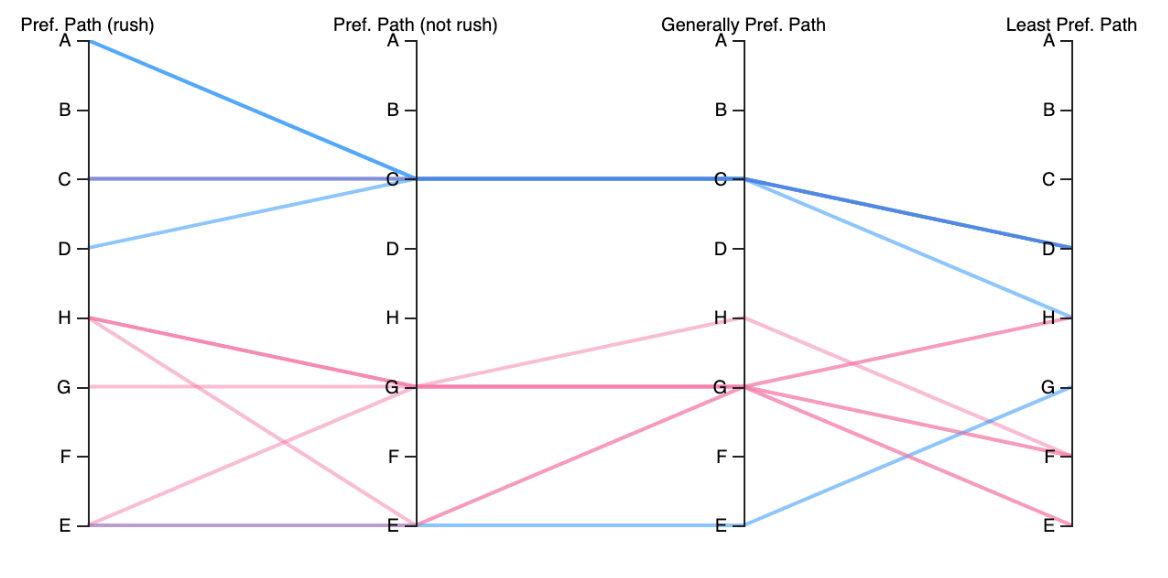 Pref. Path (rush) Pref. Path (not rush) Generally Pref. Path Least Pref. Path
A A A A
B B B B
C C C C
D D D D
H H H H
G G G G
F F F F
E E E E